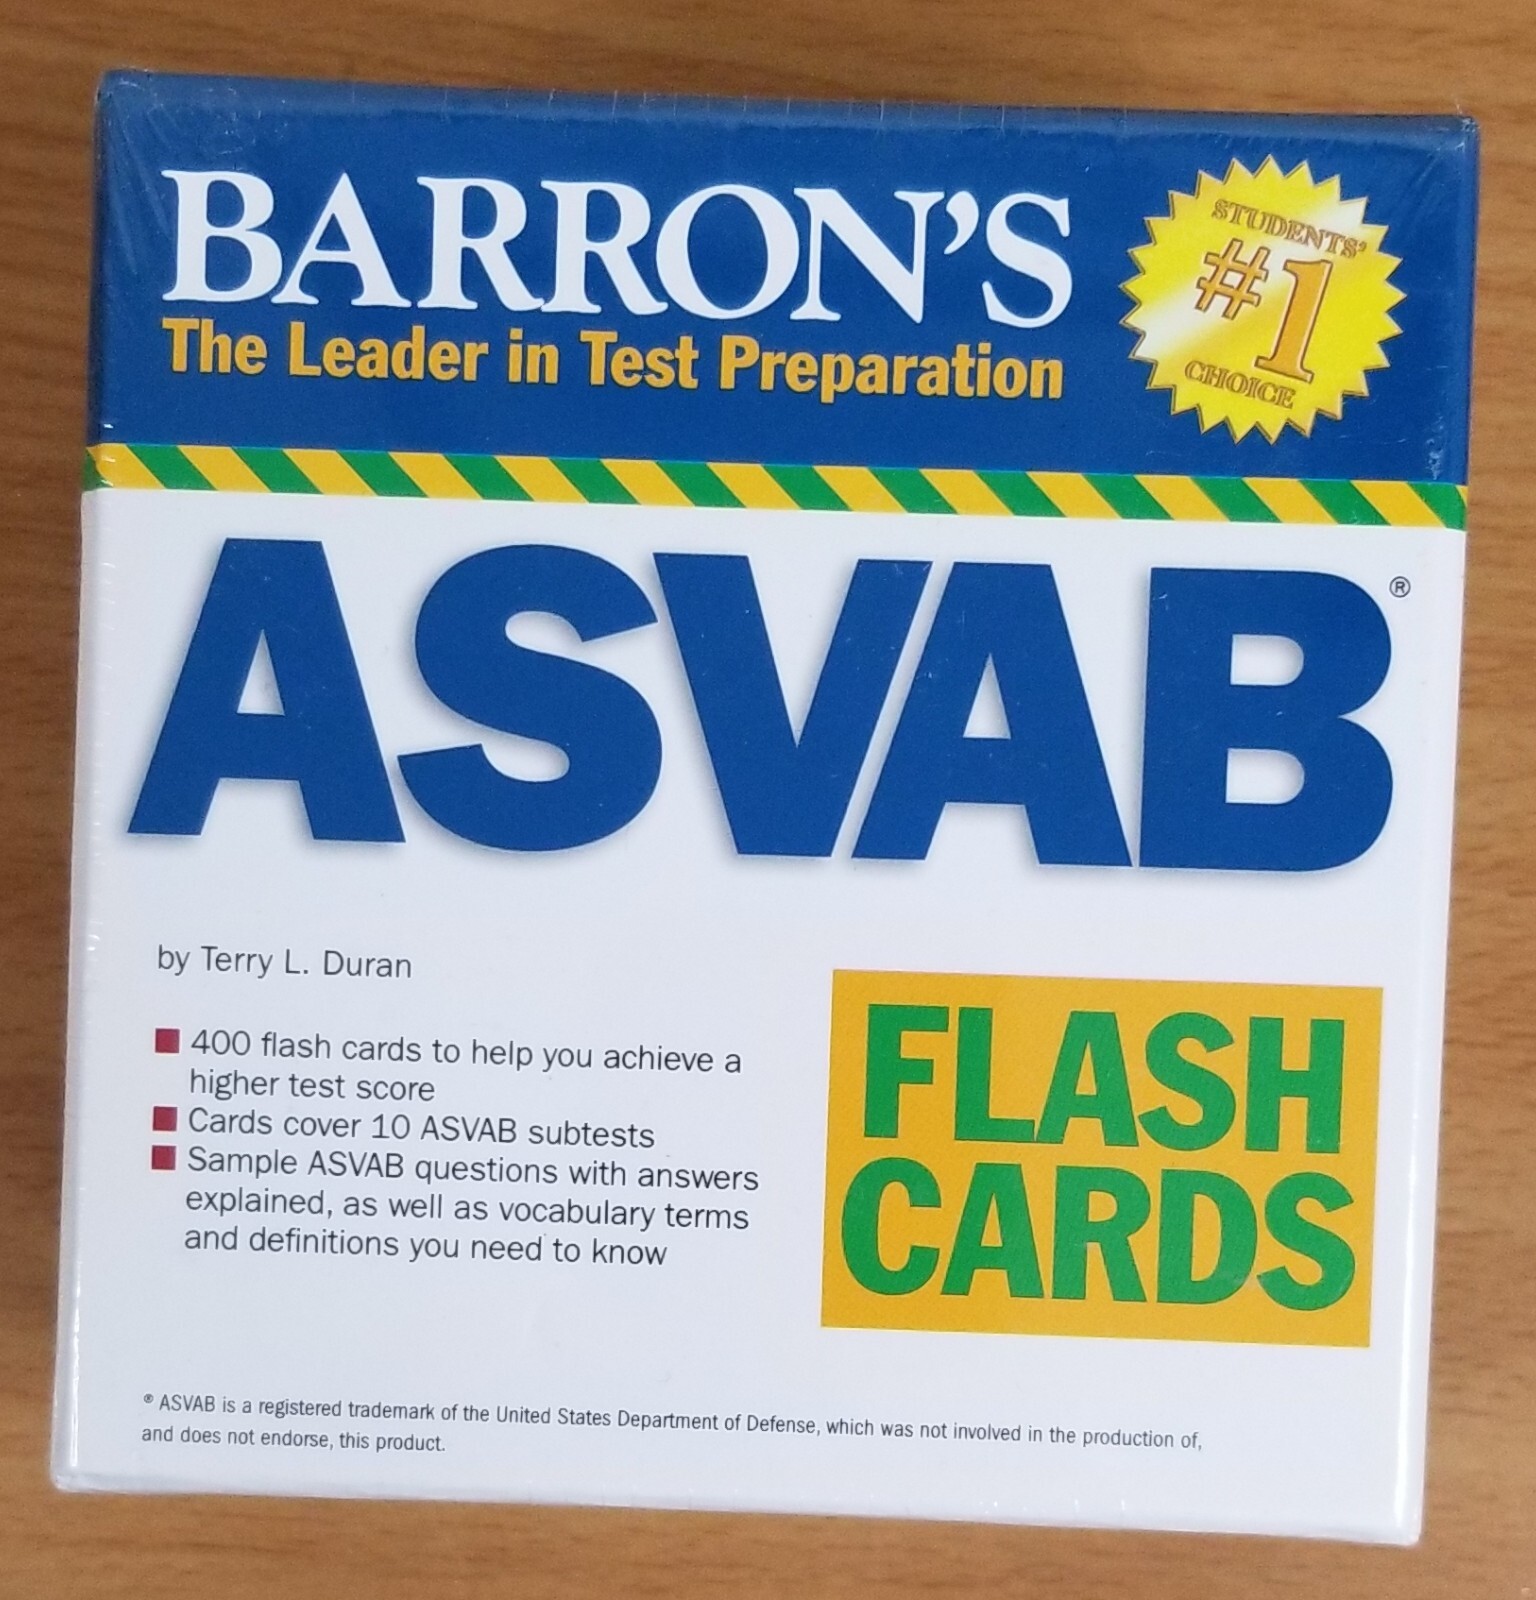 BARRON'S
The Leader in Test Preparation
STUDENTS'
#1
CHOICE
ASVAB®
by Terry L. Duran
■ 400 flash cards to help you achieve a
higher test score
■ Cards cover 10 ASVAB subtests
■ Sample ASVAB questions with answers
explained, as well as vocabulary terms
and definitions you need to know
FLASH
CARDS
® ASVAB is a registered trademark of the United States Department of Defense, which was not involved in the production of,
and does not endorse, this product.